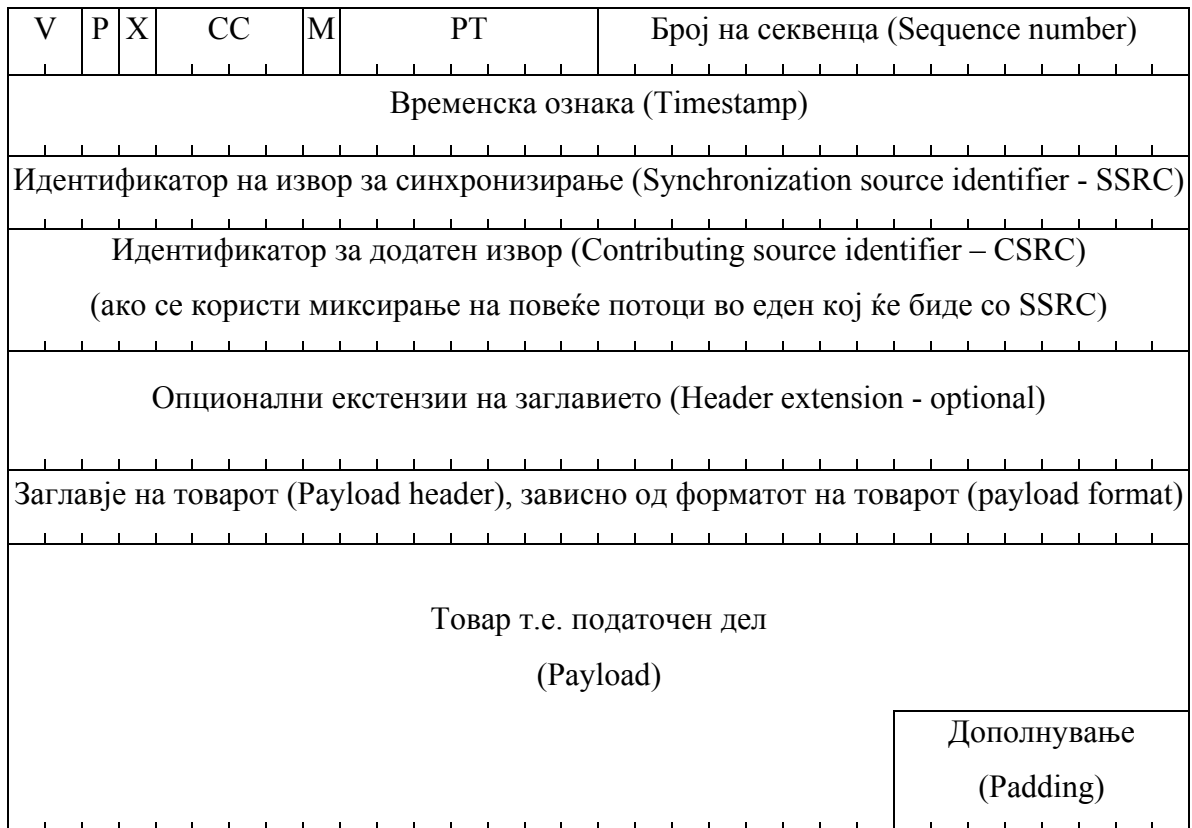 V P X CC M PT Број на секвенца (Sequence number)
Временска ознака (Timestamp)
Идентификатор на извор за синхронизирање (Synchronization source identifier - SSRC)
Идентификатор за додатен извор (Contributing source identifier – CSRC)
(ако се користи миксирање на повеќе потоци во еден кој ќе биде со SSRC)
Опционални екстензии на заглавието (Header extension - optional)
Заглавје на товарот (Payload header), зависно од форматот на товарот (payload format)
Товар т.е. податочен дел
(Payload)
Дополнување
(Padding)